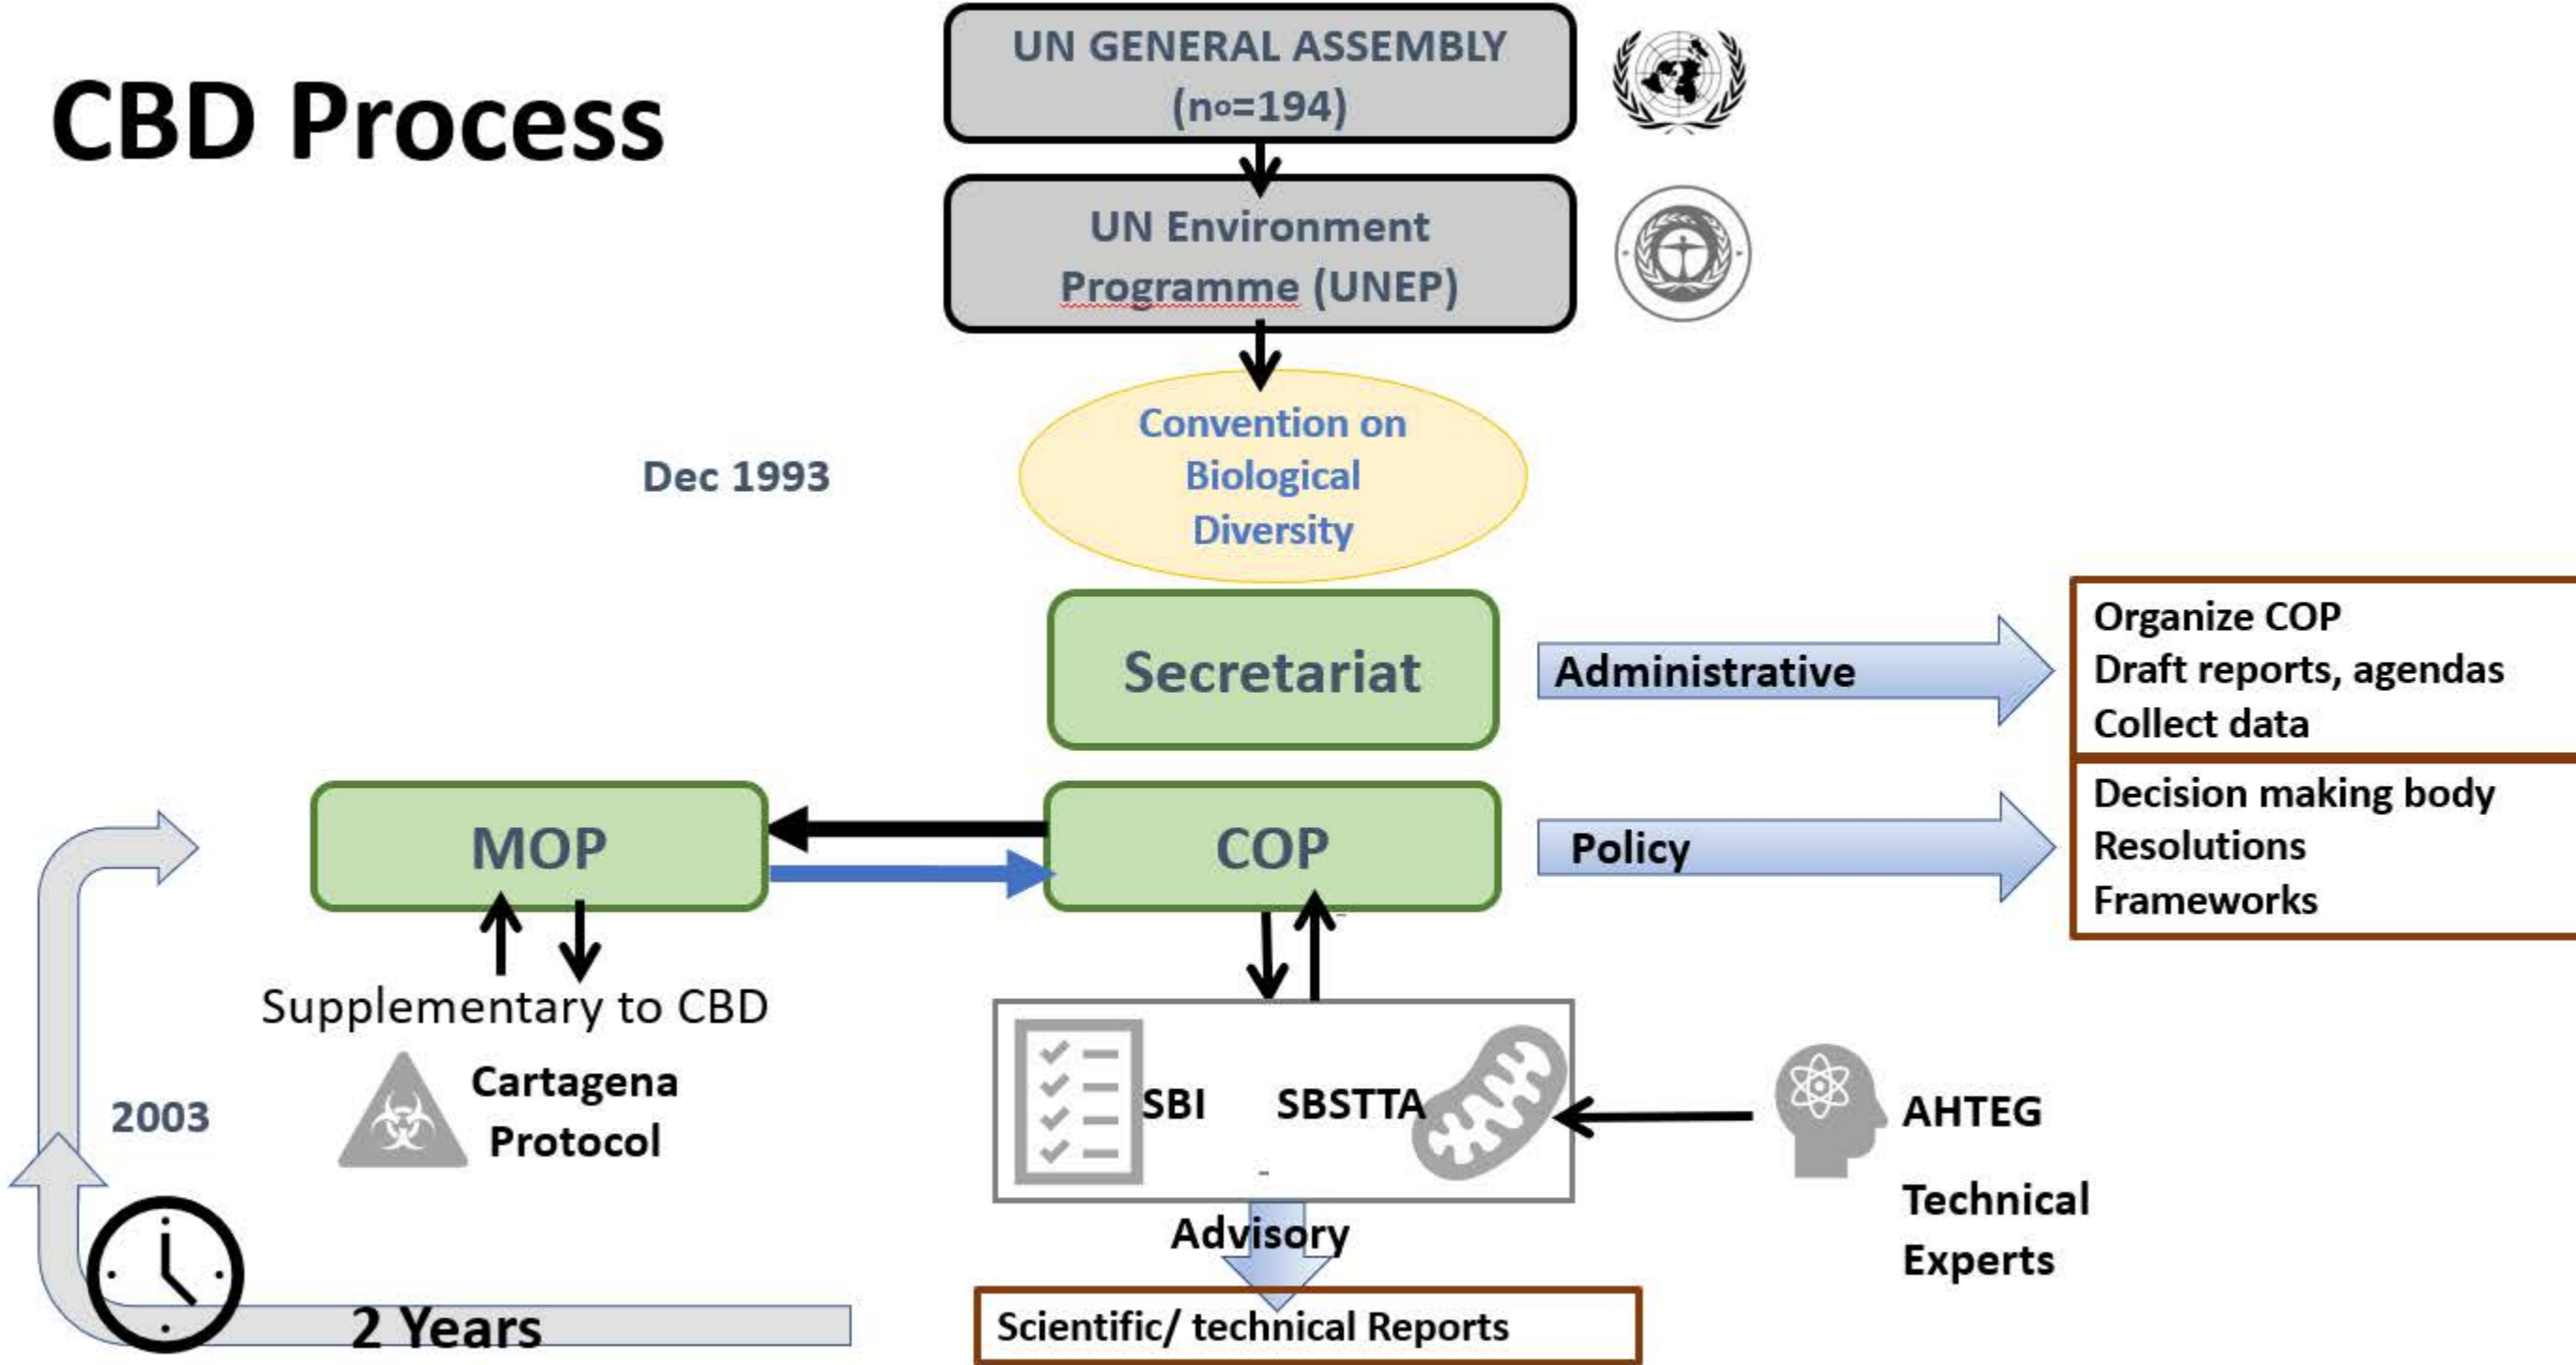 CBD Process
UN GENERAL ASSEMBLY
(nº=194)
UN Environment
Programme (UNEP)
Dec 1993
Convention on
Biological
Diversity
Secretariat
Administrative
Organize COP
Draft reports, agendas
Collect data
MOP
COP
Policy
Decision making body
Resolutions
Frameworks
Supplementary to CBD
Cartagena
Protocol
2003
SBI
SBSTTA
AHTEG
Technical
Experts
Advisory
2 Years
Scientific/ technical Reports